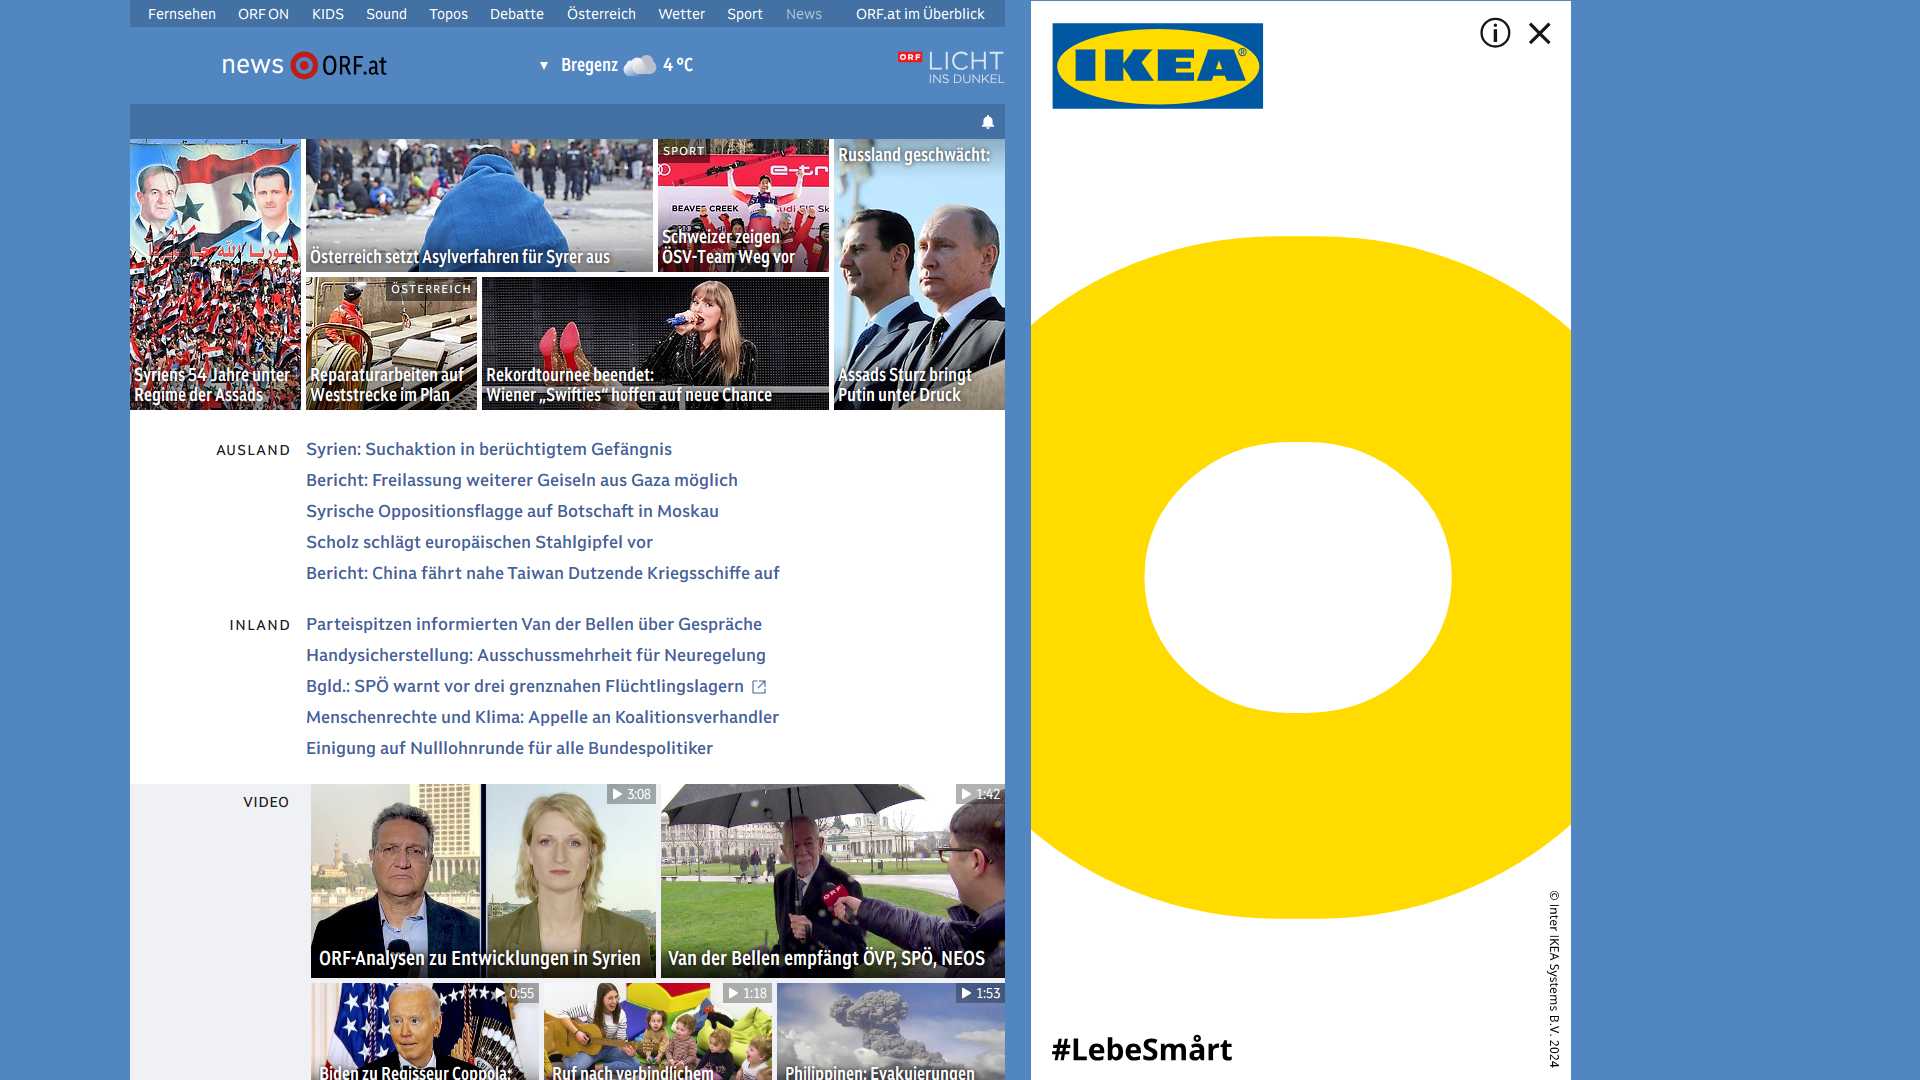 Fernsehen ORF ON KIDS Sound Topos Debatte Österreich Wetter Sport News ORF.at im Überblick
news ORF.at
▼ Bregenz 4 °C
ORF LICHT
INS DUNKEL
Syriens 54 Jahre unter
Regime der Assads
Österreich setzt Asylverfahren für Syrer aus
SPORT
BEAVER CREEK
Schweizer zeigen
ÖSV-Team Weg vor
Russland geschwächt:
Assads Sturz bringt
Putin unter Druck
ÖSTERREICH
Reparaturarbeiten auf
Weststrecke im Plan
Rekordtournee beendet:
Wiener „Swifties“ hoffen auf neue Chance
AUSLAND
Syrien: Suchaktion in berüchtigtem Gefängnis
Bericht: Freilassung weiterer Geiseln aus Gaza möglich
Syrische Oppositionsflagge auf Botschaft in Moskau
Scholz schlägt europäischen Stahlgipfel vor
Bericht: China fährt nahe Taiwan Dutzende Kriegsschiffe auf
INLAND
Parteispitzen informierten Van der Bellen über Gespräche
Handysicherstellung: Ausschussmehrheit für Neuregelung
Bgld.: SPÖ warnt vor drei grenznahen Flüchtlingslagern
Menschenrechte und Klima: Appelle an Koalitionsverhandler
Einigung auf Nulllohnrunde für alle Bundespolitiker
VIDEO
3:08
ORF-Analysen zu Entwicklungen in Syrien
1:42
ORF
Van der Bellen empfängt ÖVP, SPÖ, NEOS
0:55
Biden zu Regisseur Coppola:
1:18
Ruf nach verbindlichem
1:53
Philippinen: Evakuierungen
IKEA®
#LebeSmårt
© Inter IKEA Systems B.V. 2024